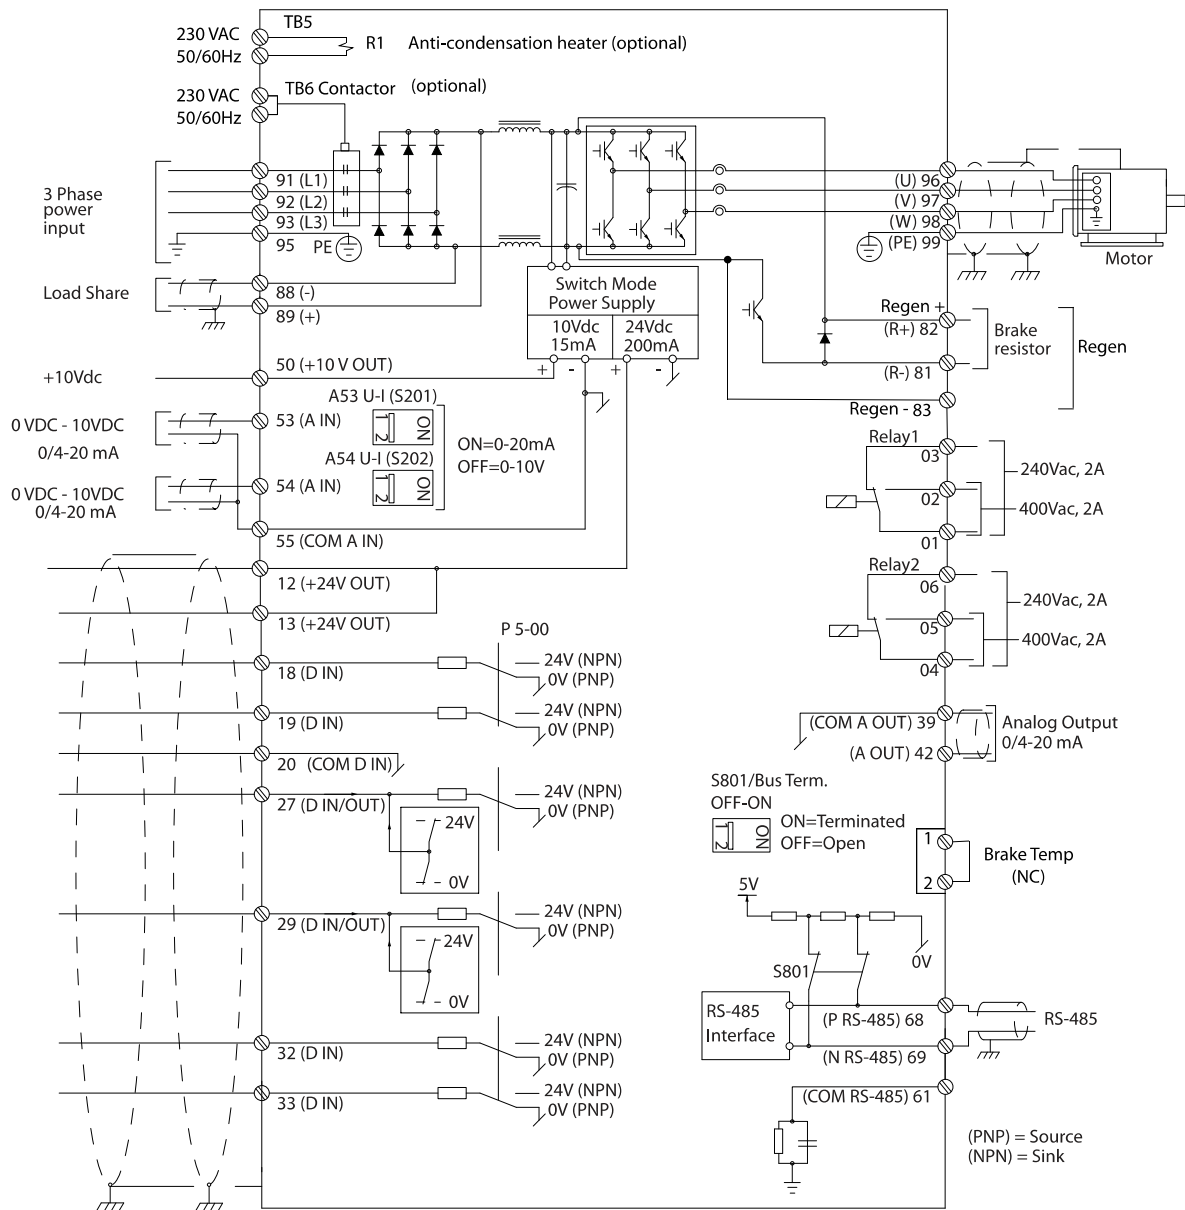 TB5
230 VAC
50/60Hz
R1
Anti-condensation heater (optional)
TB6 Contactor (optional)
230 VAC
50/60Hz
3 Phase
power
input
91 (L1)
92 (L2)
93 (L3)
95
PE
(U) 96
(V) 97
(W) 98
(PE) 99
Motor
Load Share
88 (-)
89 (+)
Switch Mode
Power Supply
10Vdc
15mA
24Vdc
200mA
+ - + -
Regen +
(R+) 82
Brake
resistor
Regen
(R-) 81
Regen - 83
+10Vdc
50 (+10 V OUT)
0 VDC - 10VDC
0/4-20 mA
53 (A IN)
A53 U-I (S201)
1 2
ON
A54 U-I (S202)
1 2
ON
ON=0-20mA
OFF=0-10V
0 VDC - 10VDC
0/4-20 mA
54 (A IN)
55 (COM A IN)
Relay1
03
02
01
240Vac, 2A
400Vac, 2A
12 (+24V OUT)
13 (+24V OUT)
Relay2
06
05
04
240Vac, 2A
400Vac, 2A
P 5-00
18 (D IN)
24V (NPN)
0V (PNP)
19 (D IN)
24V (NPN)
0V (PNP)
20 (COM D IN)
27 (D IN/OUT)
24V (NPN)
0V (PNP)
24V
0V
29 (D IN/OUT)
24V (NPN)
0V (PNP)
24V
0V
32 (D IN)
24V (NPN)
0V (PNP)
33 (D IN)
24V (NPN)
0V (PNP)
(COM A OUT) 39
(A OUT) 42
Analog Output
0/4-20 mA
S801/Bus Term.
OFF-ON
1 2
ON
ON=Terminated
OFF=Open
1
2
Brake Temp
(NC)
5V
0V
S801
RS-485
Interface
(P RS-485) 68
(N RS-485) 69
RS-485
(COM RS-485) 61
(PNP) = Source
(NPN) = Sink